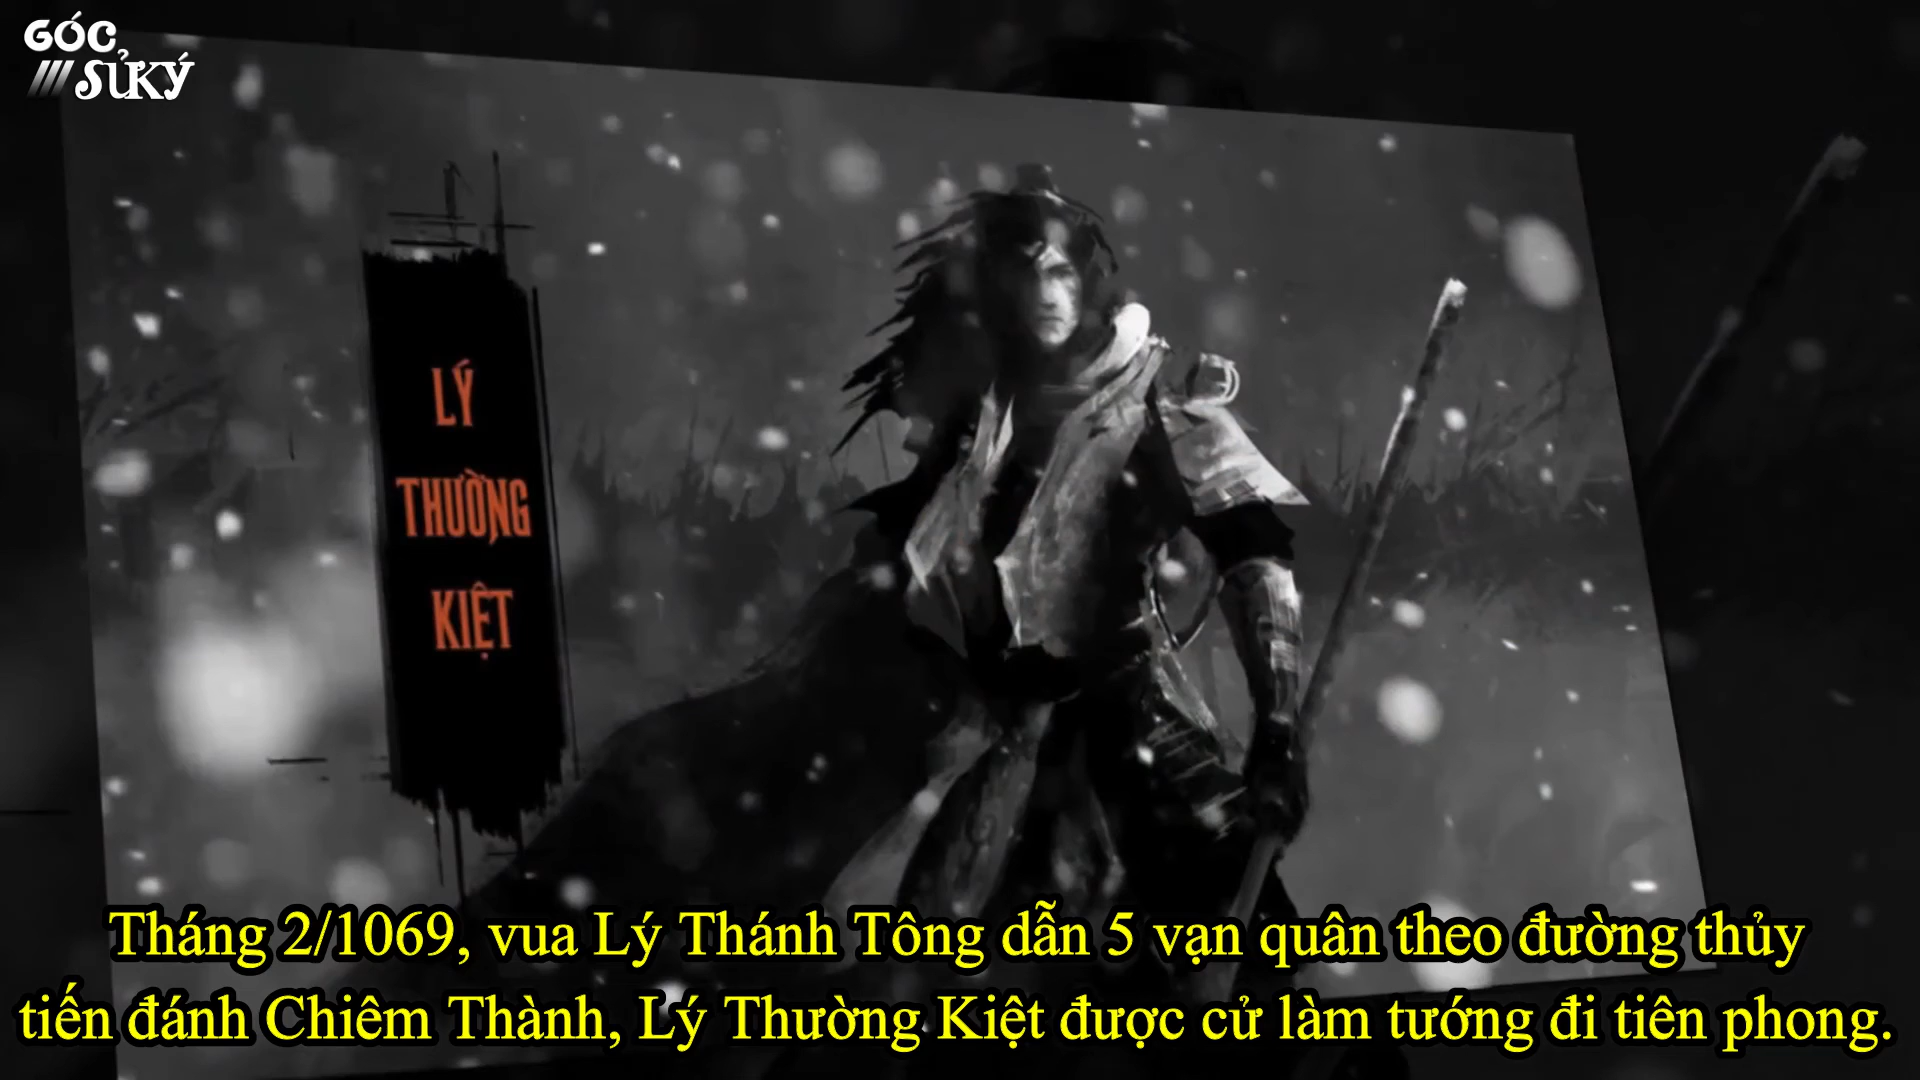 GÓC
SỬ KÝ
LÝ
THƯỜNG
KIỆT
Tháng 2/1069, vua Lý Thánh Tông dẫn 5 vạn quân theo đường thủy
tiến đánh Chiêm Thành, Lý Thường Kiệt được cử làm tướng đi tiên phong.